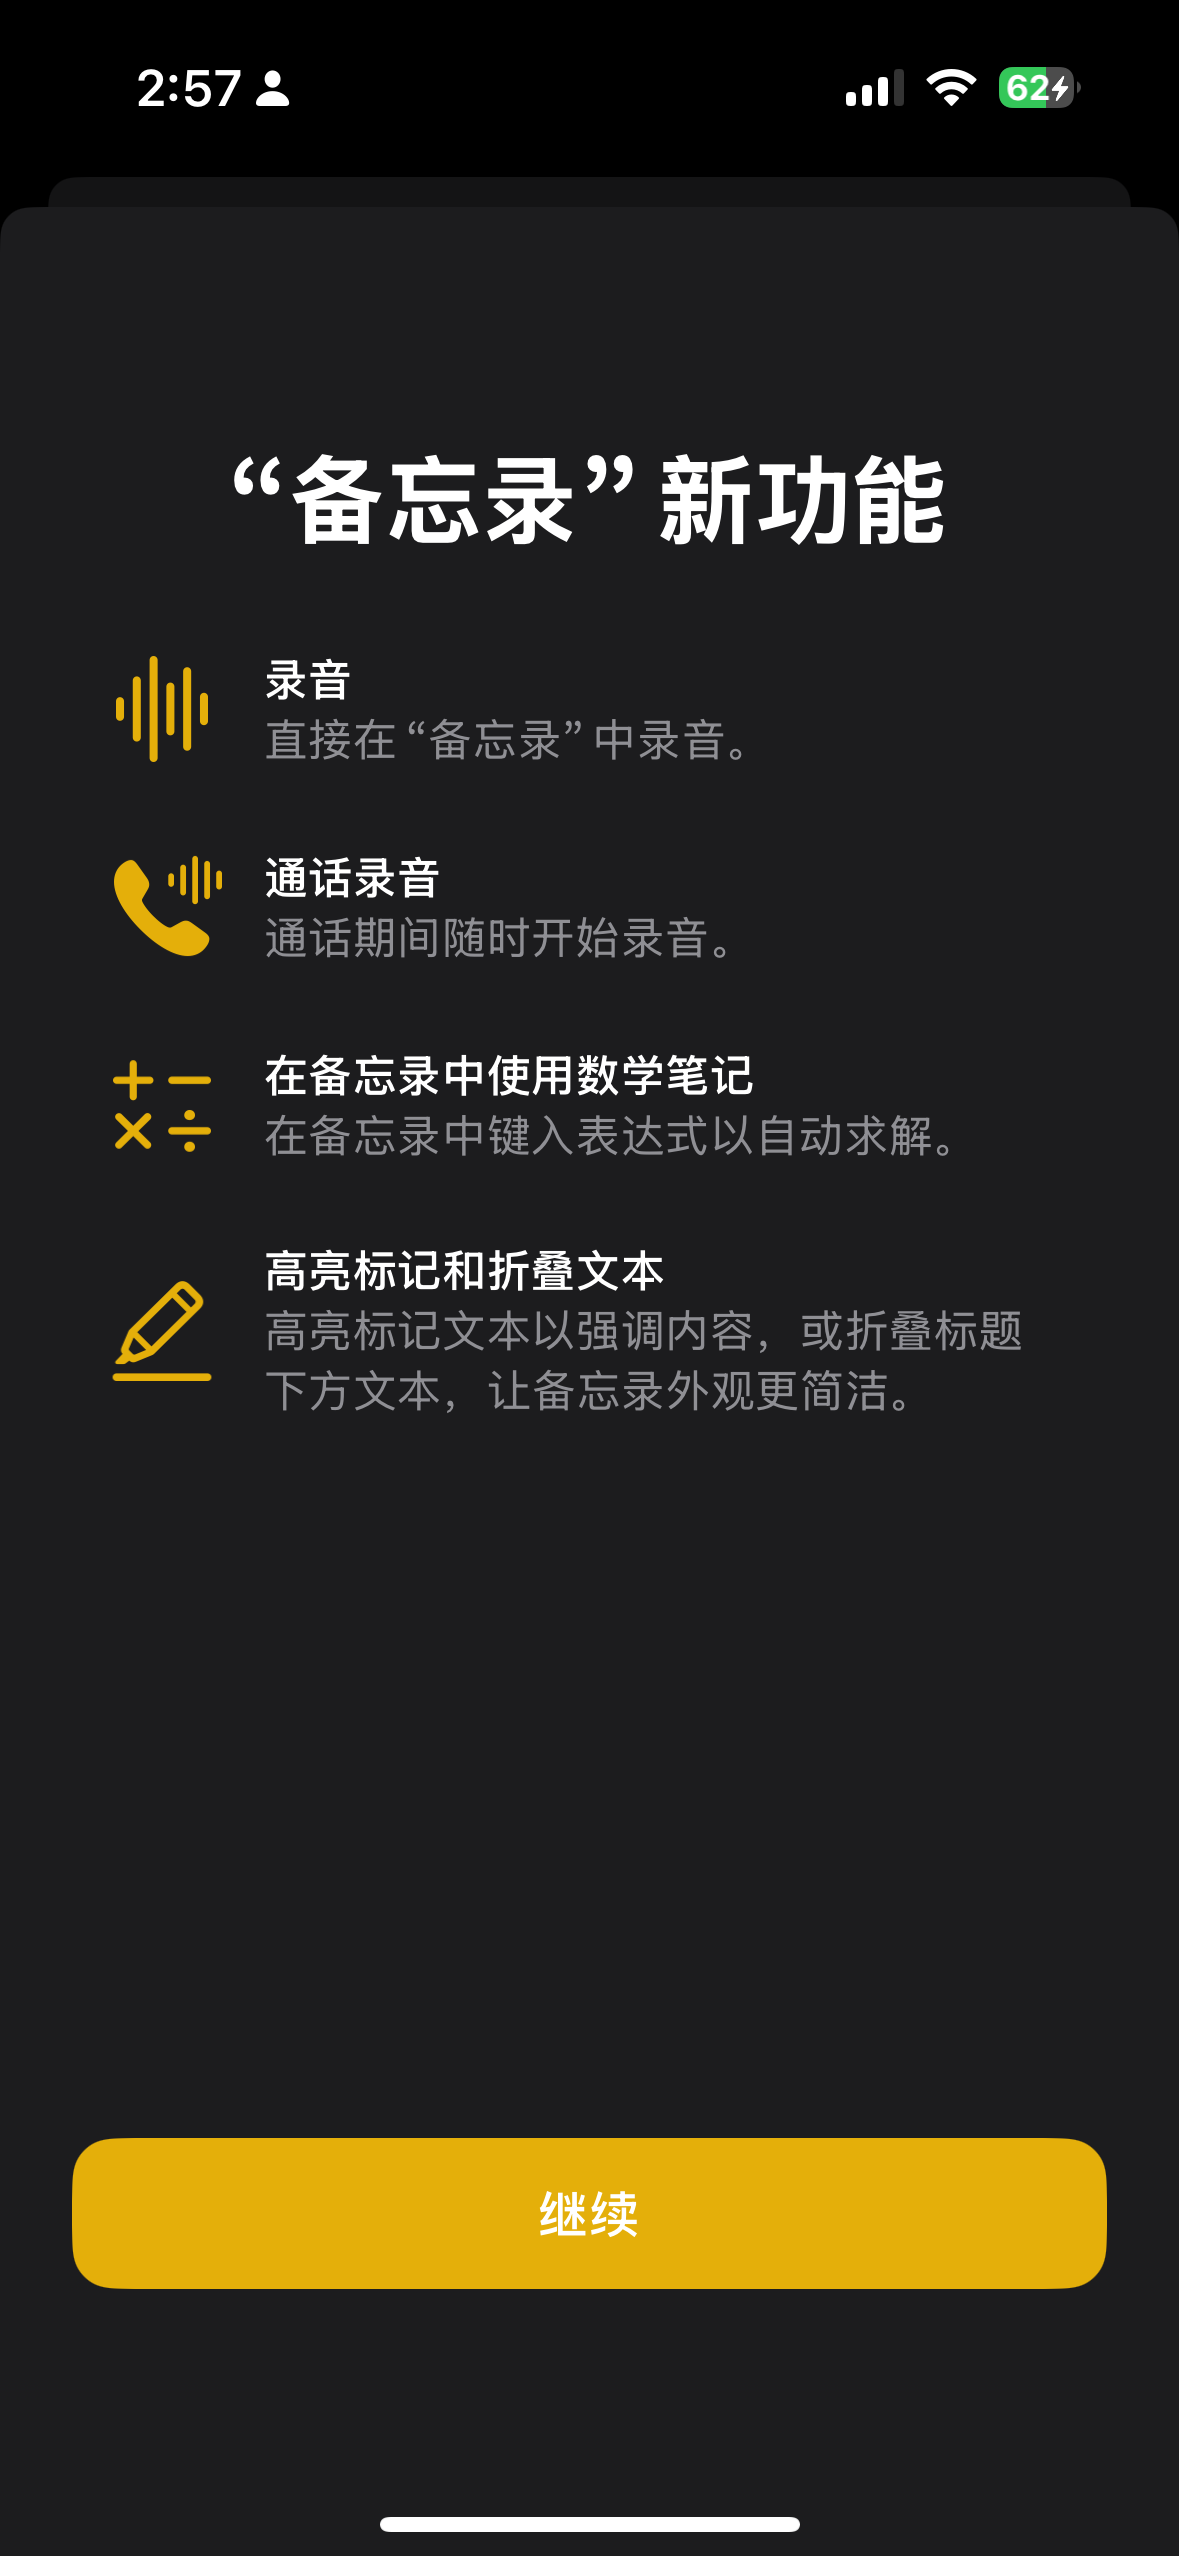 2:57
62
“备忘录”新功能
录音
直接在“备忘录”中录音。
通话录音
通话期间随时开始录音。
在备忘录中使用数学笔记
在备忘录中键入表达式以自动求解。
高亮标记和折叠文本
高亮标记文本以强调内容，或折叠标题
下方文本，让备忘录外观更简洁。
继续